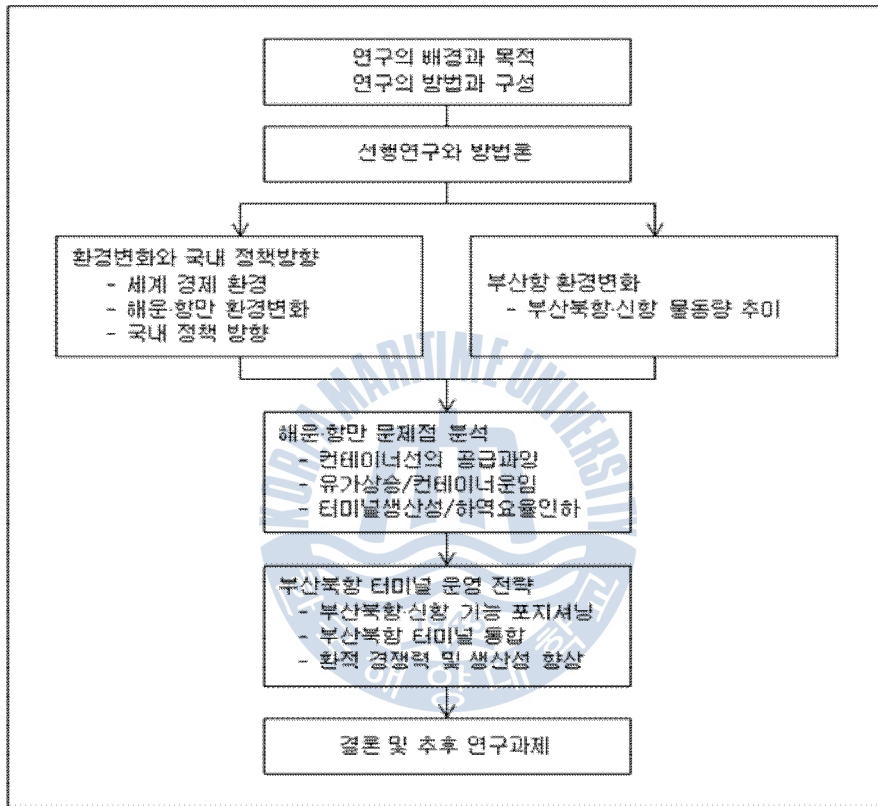 연구의 배경과 목적
연구의 방법과 구성
선행연구와 방법론
환경변화와 국내 정책방향
- 세계 경제 환경
- 해운·항만 환경변화
- 국내 정책 방향
부산항 환경변화
- 부산북항·신항 물동량 추이
해운·항만 문제점 분석
- 컨테이너선의 공급과잉
- 유가상승/컨테이너운임
- 터미널생산성/하역요율인하
부산북항 터미널 운영 전략
- 부산북항·신항 기능 포지셔닝
- 부산북항 터미널 통합
- 환적 경쟁력 및 생산성 향상
결론 및 추후 연구과제
KOREA MARITIME UNIVERSITY